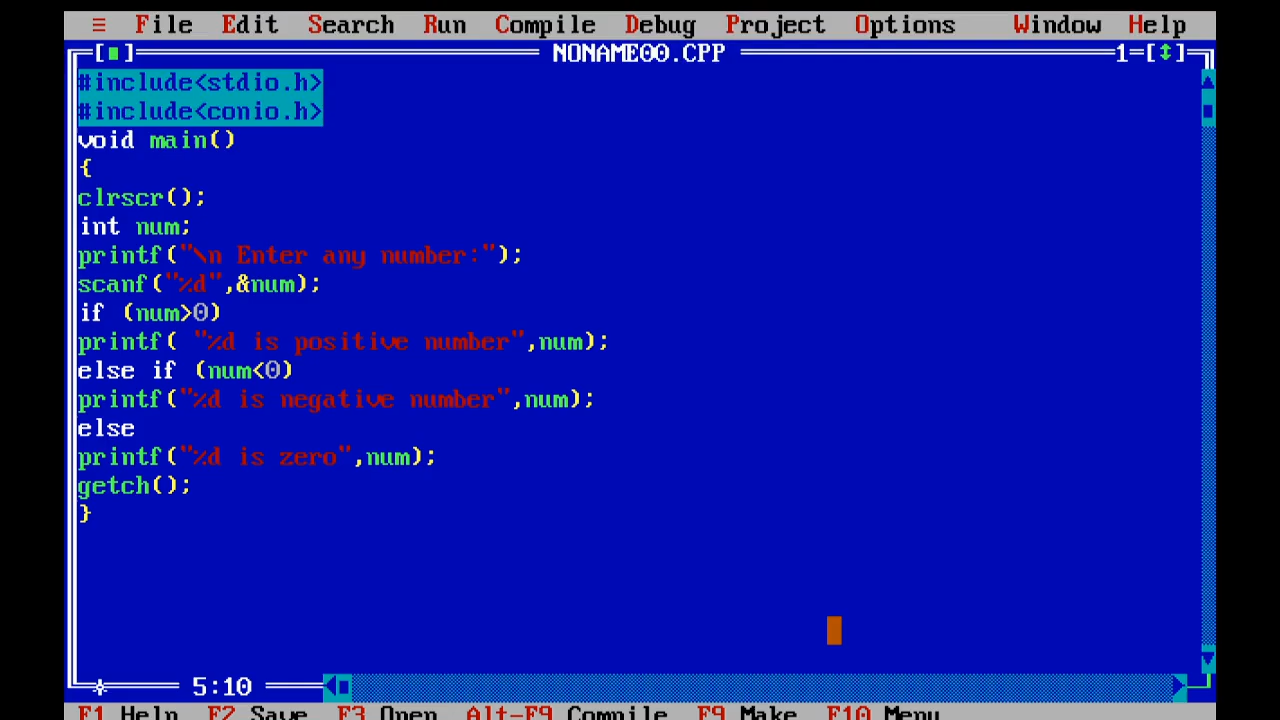 ≡ File Edit Search Run Compile Debug Project Options Window Help
[■] NONAME00.CPP 1=[↕]
#include<stdio.h>
#include<conio.h>
void main()
{
clrscr();
int num;
printf("\n Enter any number:");
scanf("%d",&num);
if (num>0)
printf( "%d is positive number",num);
else if (num<0)
printf("%d is negative number",num);
else
printf("%d is zero",num);
getch();
}
5:10
F1 Help F2 Save F3 Open Alt-F9 Compile F9 Make F10 Menu